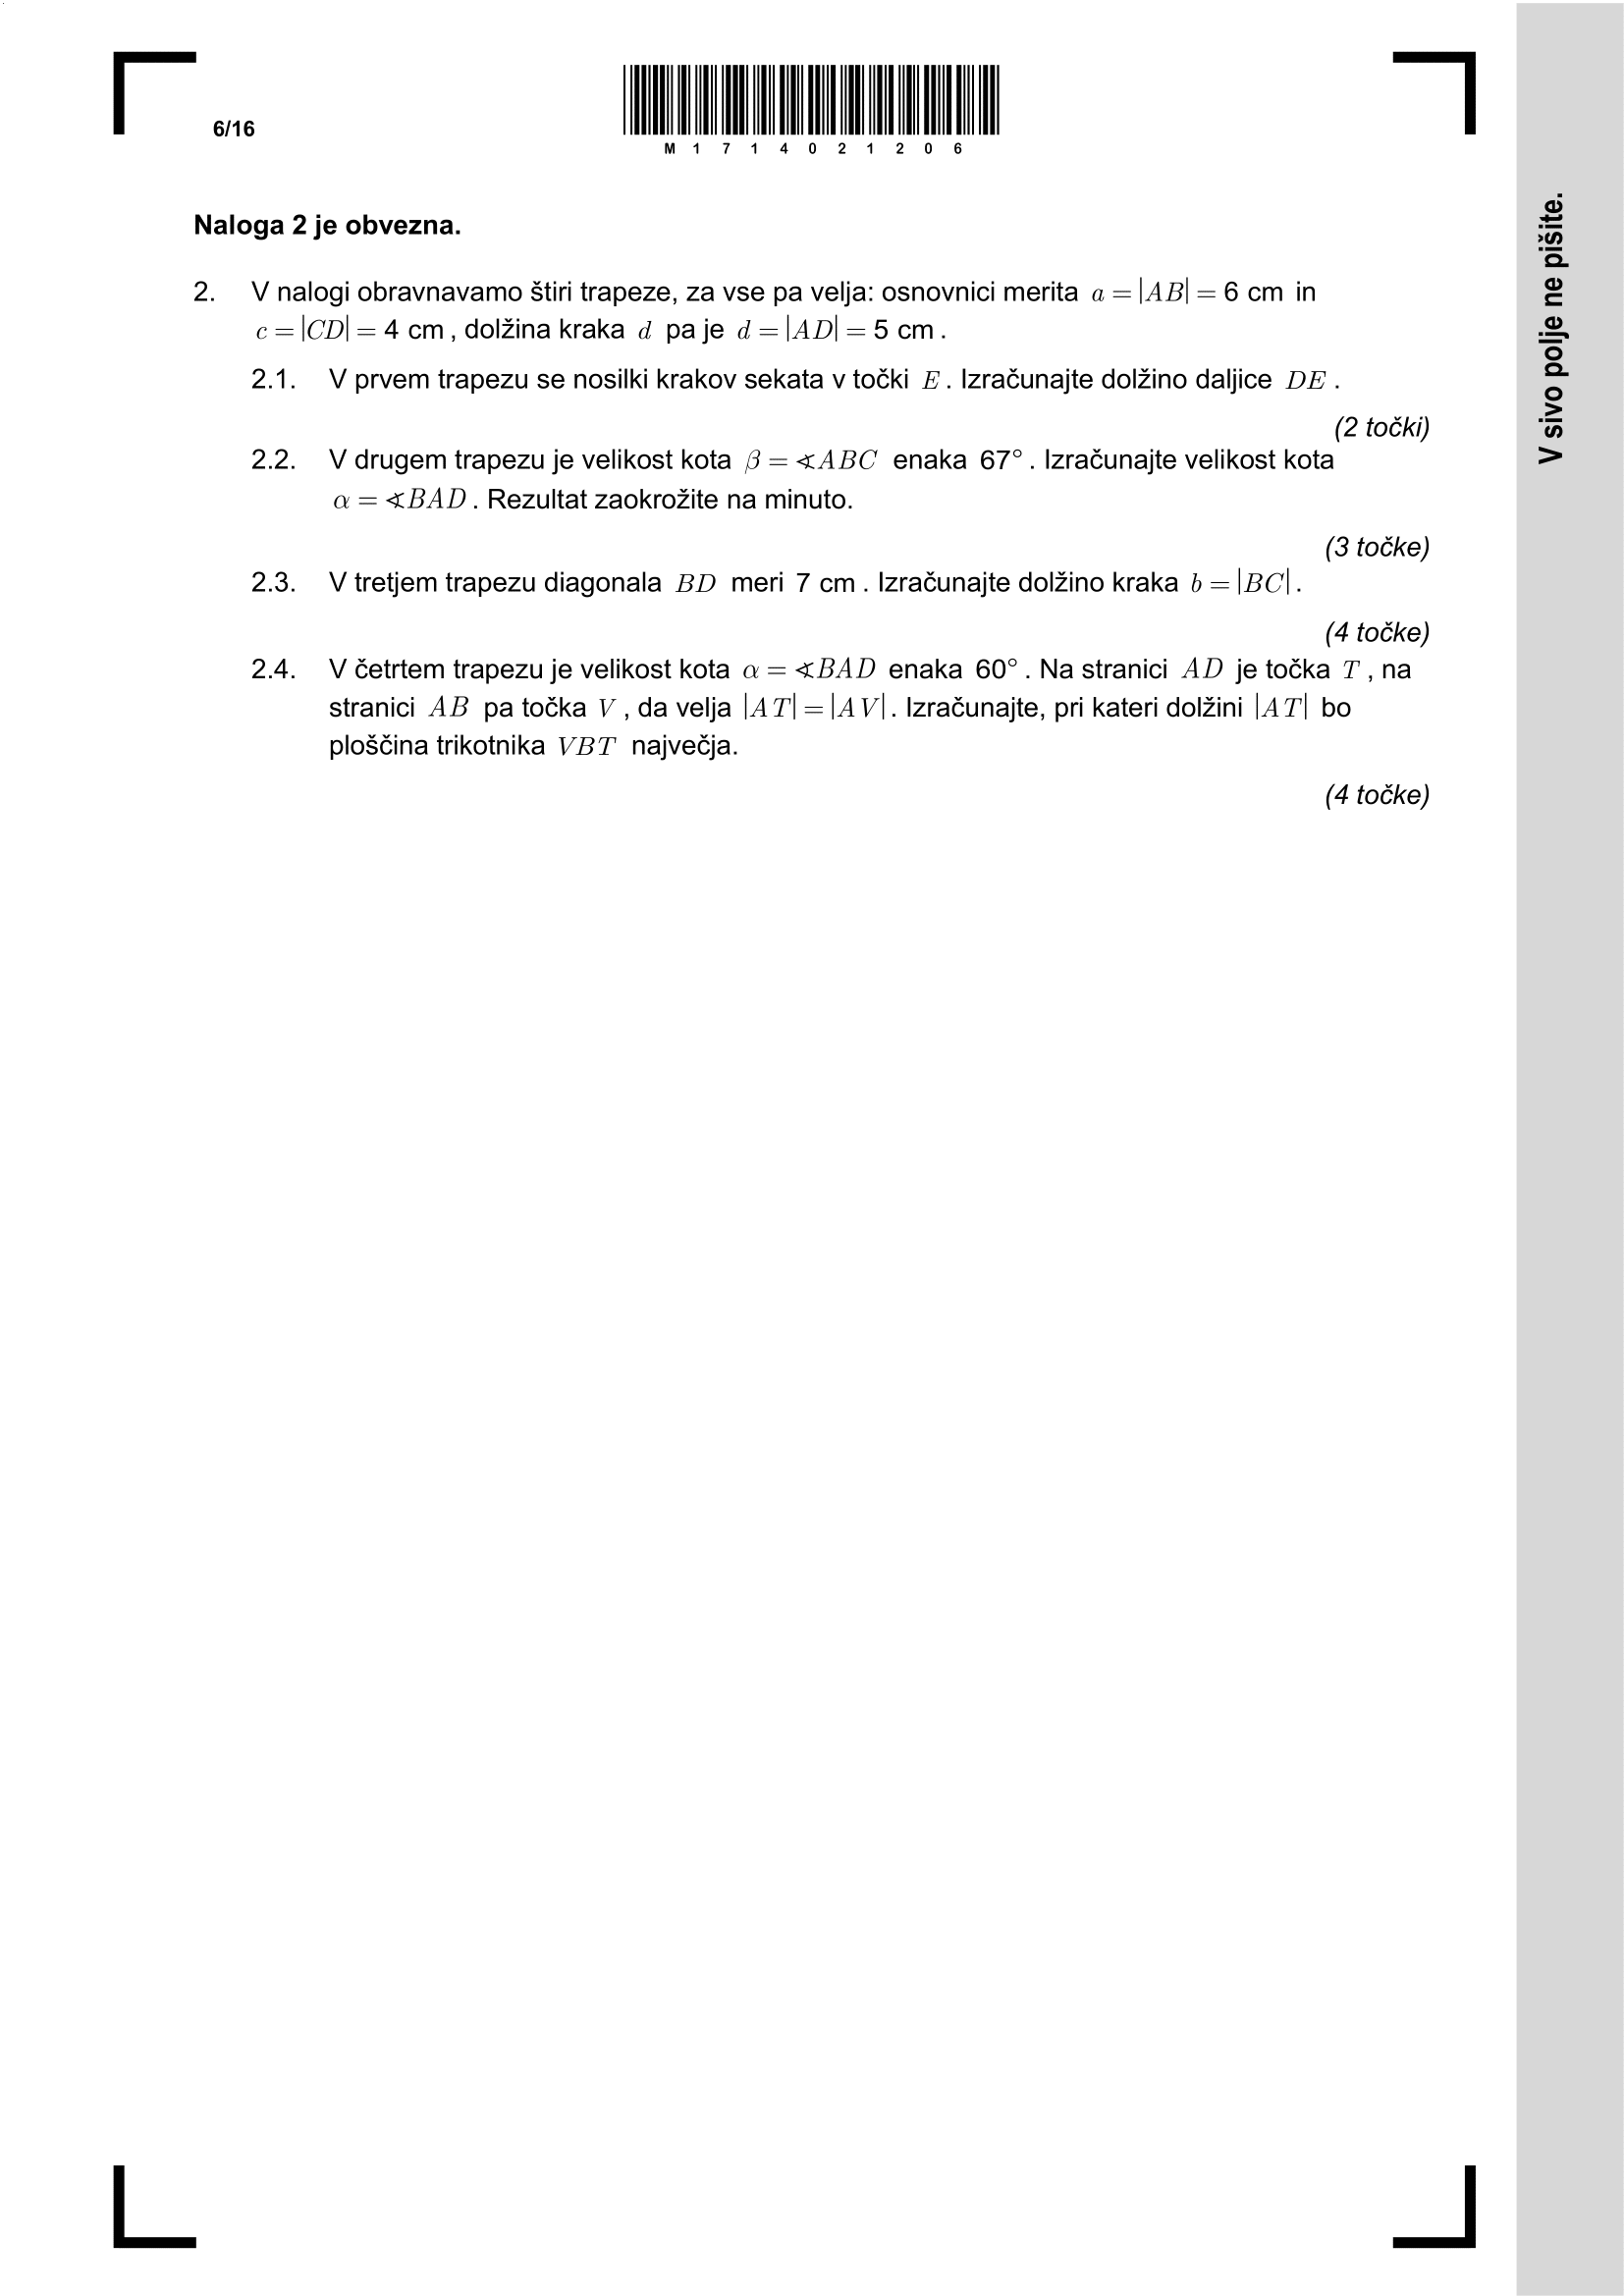 6/16
M 1 7 1 4 0 2 1 2 0 6
V sivo polje ne pišite.
Naloga 2 je obvezna.
2. V nalogi obravnavamo štiri trapeze, za vse pa velja: osnovnici merita a = |AB| = 6 cm in
c = |CD| = 4 cm , dolžina kraka d pa je d = |AD| = 5 cm .
2.1. V prvem trapezu se nosilki krakov sekata v točki E . Izračunajte dolžino daljice DE .
(2 točki)
2.2. V drugem trapezu je velikost kota β = ∢ABC enaka 67° . Izračunajte velikost kota
α = ∢BAD . Rezultat zaokrožite na minuto.
(3 točke)
2.3. V tretjem trapezu diagonala BD meri 7 cm . Izračunajte dolžino kraka b = |BC| .
(4 točke)
2.4. V četrtem trapezu je velikost kota α = ∢BAD enaka 60° . Na stranici AD je točka T , na
stranici AB pa točka V , da velja |AT| = |AV| . Izračunajte, pri kateri dolžini |AT| bo
ploščina trikotnika VBT največja.
(4 točke)